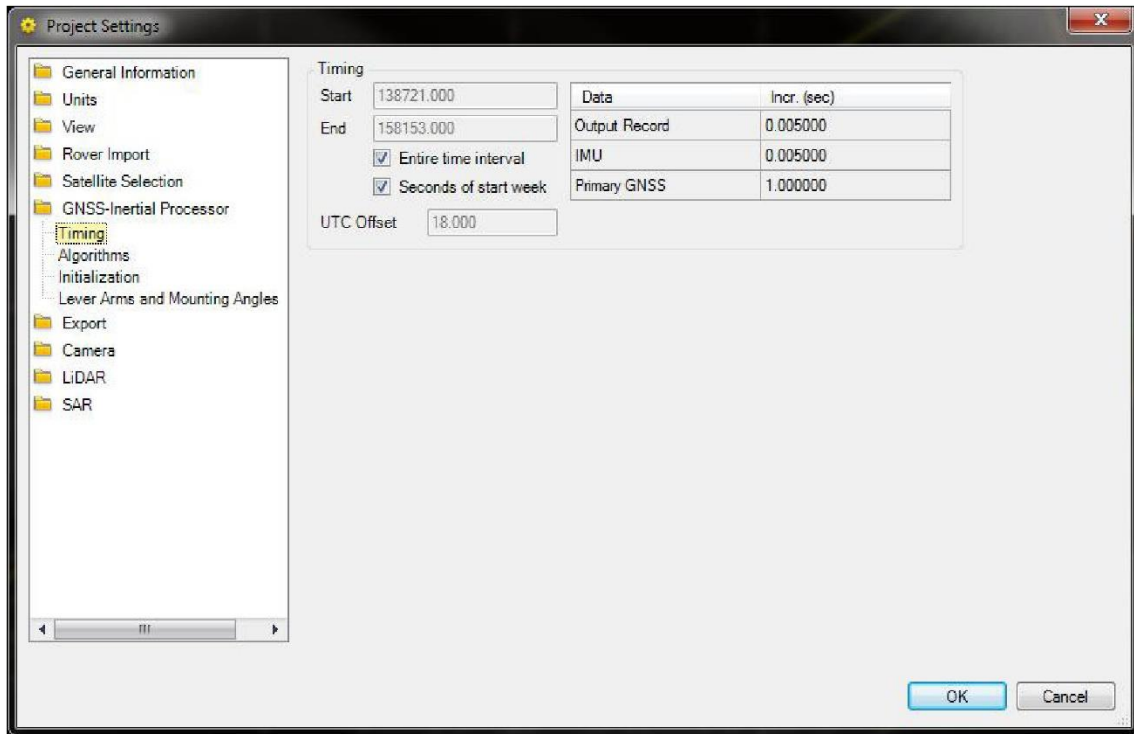 Project Settings
General Information
Units
View
Rover Import
Satellite Selection
GNSS-Inertial Processor
Timing
Algorithms
Initialization
Lever Arms and Mounting Angles
Export
Camera
LiDAR
SAR
Timing
Start 138721.000
End 158153.000
Entire time interval
Seconds of start week
UTC Offset 18.000
Data Incr. (sec)
Output Record 0.005000
IMU 0.005000
Primary GNSS 1.000000
OK Cancel